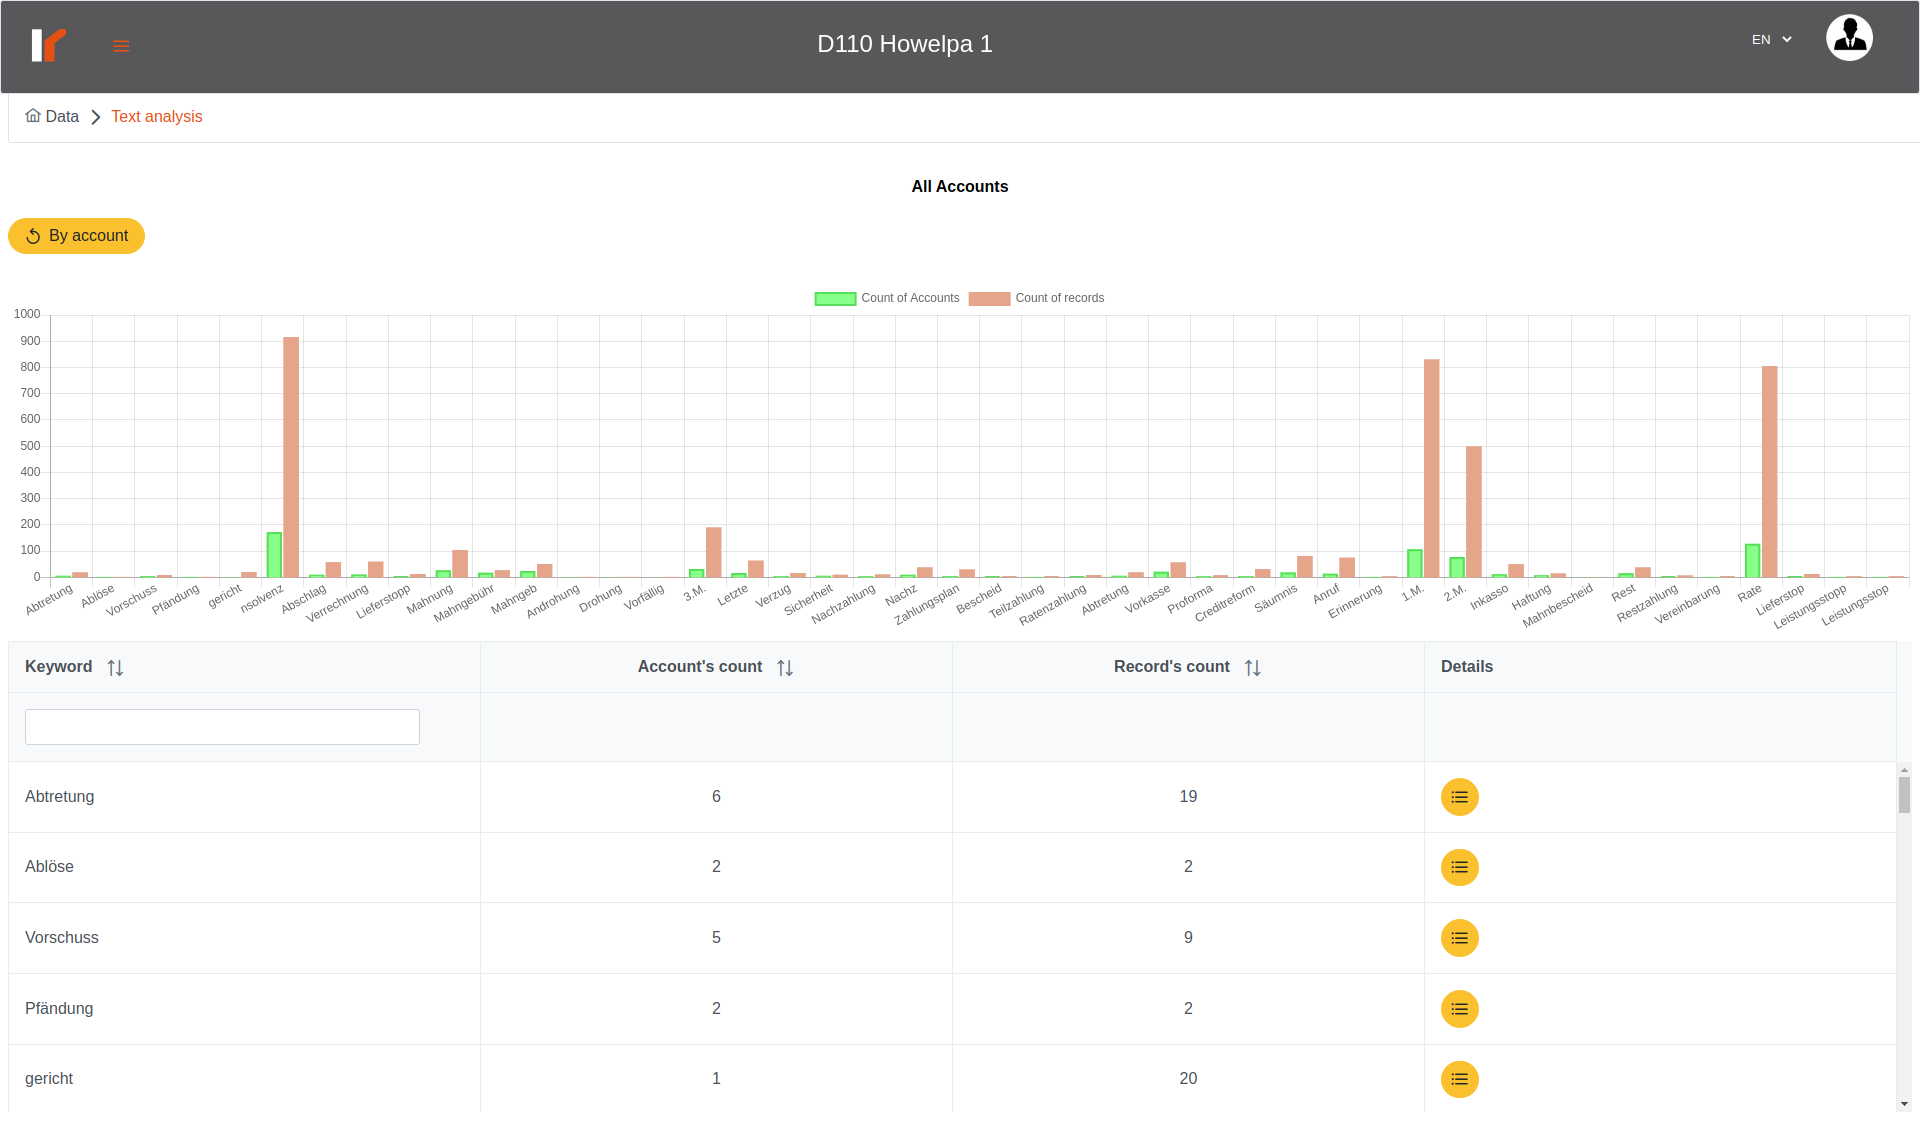 D110 Howelpa 1
EN
Data
Text analysis
All Accounts
By account
Count of Accounts
Count of records
1000
900
800
700
600
500
400
300
200
100
0
Abtretung
Ablöse
Vorschuss
Pfändung
gericht
nsolvenz
Abschlag
Verrechnung
Lieferstopp
Mahnung
Mahngebühr
Mahngeb
Androhung
Drohung
Vorfällig
3.M.
Letzte
Verzug
Sicherheit
Nachzahlung
Nachz
Zahlungsplan
Bescheid
Teilzahlung
Ratenzahlung
Abtretung
Vorkasse
Proforma
Creditreform
Säumnis
Anruf
Erinnerung
1.M.
2.M.
Inkasso
Haftung
Mahnbescheid
Rest
Restzahlung
Vereinbarung
Rate
Lieferstop
Leistungsstopp
Leistungsstop
Keyword Account's count Record's count Details
Abtretung 6 19
Ablöse 2 2
Vorschuss 5 9
Pfändung 2 2
gericht 1 20